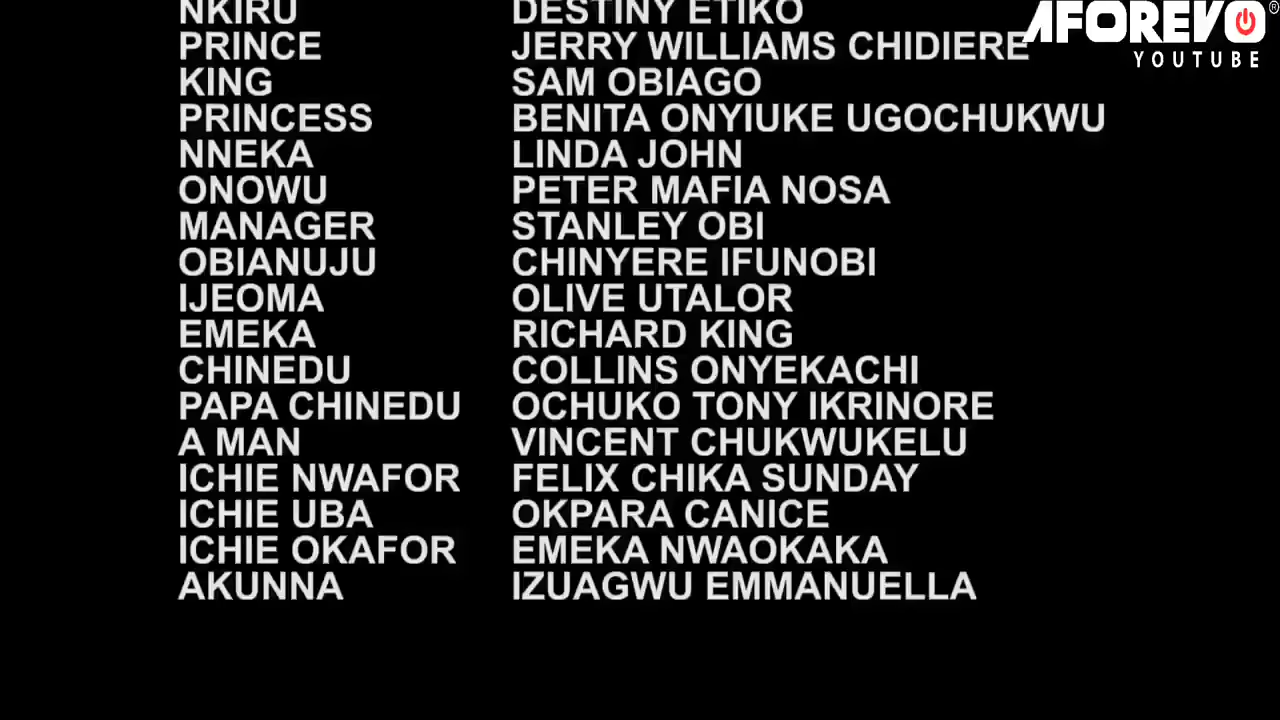 NKIRU DESTINY ETIKO
PRINCE JERRY WILLIAMS CHIDIERE
KING SAM OBIAGO
PRINCESS BENITA ONYIUKE UGOCHUKWU
NNEKA LINDA JOHN
ONOWU PETER MAFIA NOSA
MANAGER STANLEY OBI
OBIANUJU CHINYERE IFUNOBI
IJEOMA OLIVE UTALOR
EMEKA RICHARD KING
CHINEDU COLLINS ONYEKACHI
PAPA CHINEDU OCHUKO TONY IKRINORE
A MAN VINCENT CHUKWUKELU
ICHIE NWAFOR FELIX CHIKA SUNDAY
ICHIE UBA OKPARA CANICE
ICHIE OKAFOR EMEKA NWAOKAKA
AKUNNA IZUAGWU EMMANUELLA
AFOREVO®
YOUTUBE